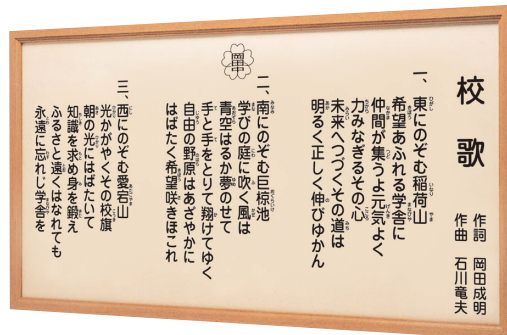 校歌
作詞 岡田成明
作曲 石川竜夫
一、東にのぞむ稲荷山
希望あふれる学舎に
仲間が集うよ元気よく
力みなぎるその心
未来へつづくその道は
明るく正しく伸びゆかん
二、南にのぞむ巨椋池
学びの庭に吹く風は
青空はるか夢のせて
手と手をとりて翔けてゆく
自由の野原はあざやかに
はばたく希望咲きほこれ
三、西にのぞむ愛宕山
光かがやくその校旗
朝の光にはばたいて
知識を求め身を鍛え
ふるさと遠くはなれても
永遠に忘れじ学舎を